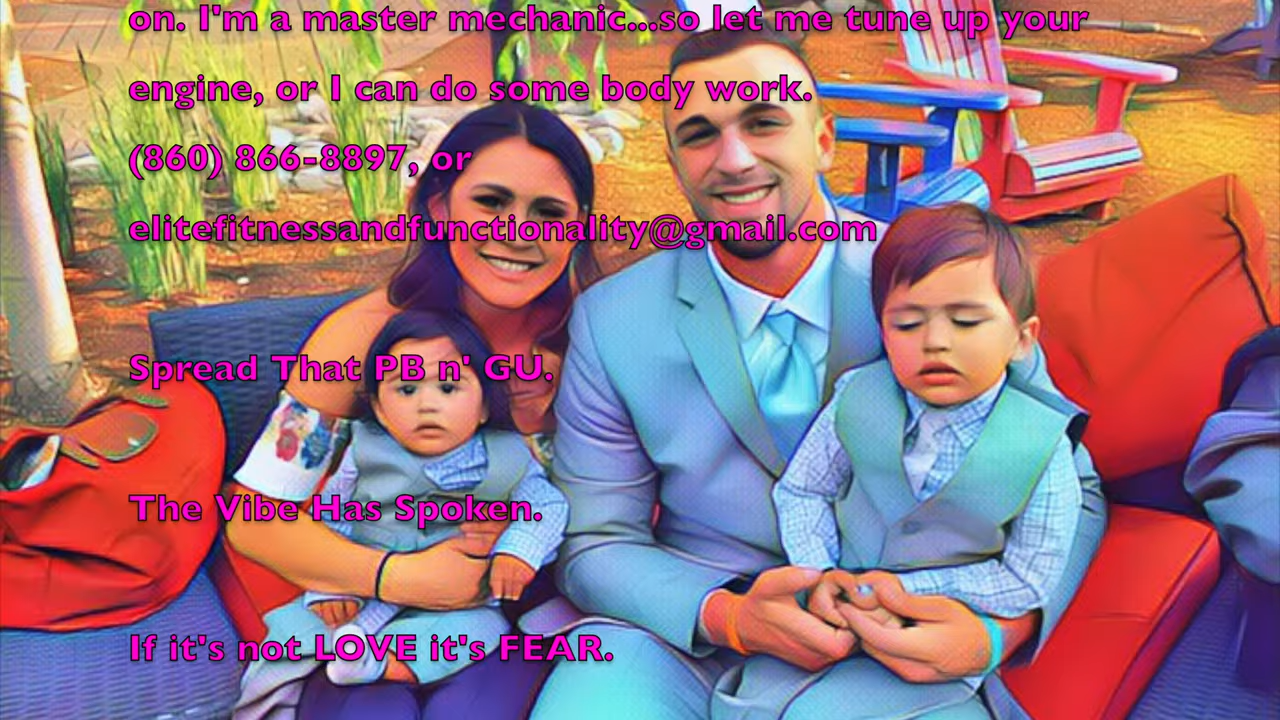 on. I'm a master mechanic...so let me tune up your
engine, or I can do some body work.
(860) 866-8897, or
elitefitnessandfunctionality@gmail.com
Spread That PB n' GU.
The Vibe Has Spoken.
If it's not LOVE it's FEAR.